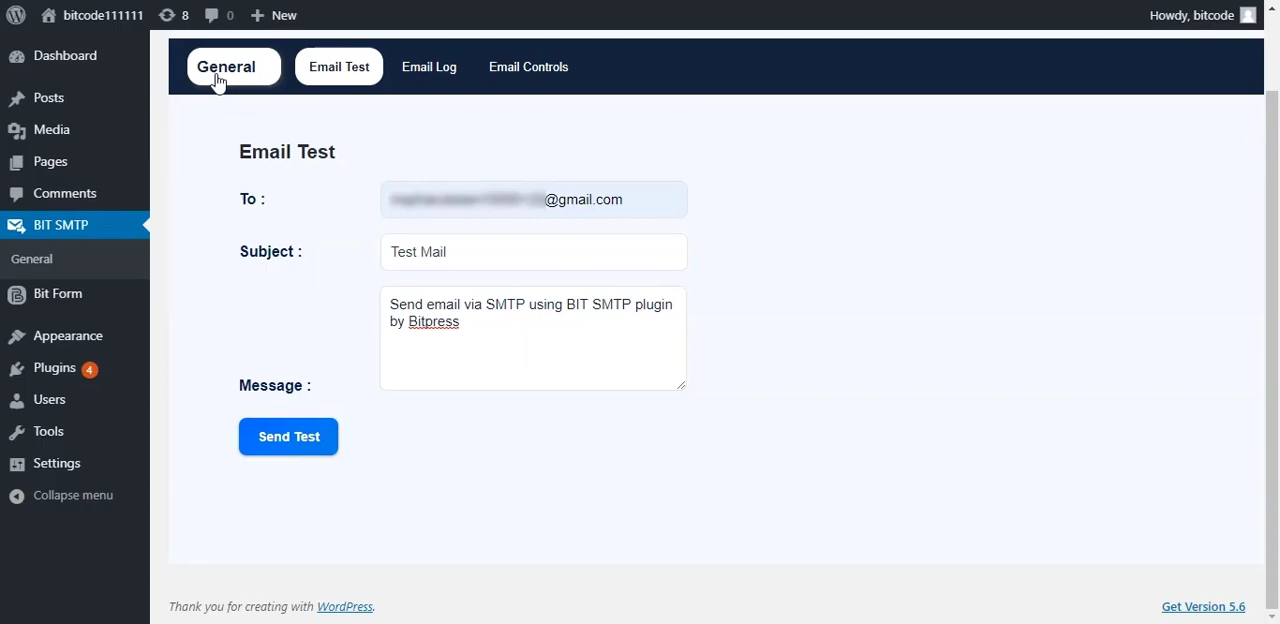 bitcode111111
8
0
New
Howdy, bitcode
Dashboard
Posts
Media
Pages
Comments
BIT SMTP
General
Bit Form
Appearance
Plugins 4
Users
Tools
Settings
Collapse menu
General
Email Test
Email Log
Email Controls
Email Test
To :
@gmail.com
Subject :
Test Mail
Send email via SMTP using BIT SMTP plugin
by Bitpress
Message :
Send Test
Thank you for creating with WordPress.
Get Version 5.6